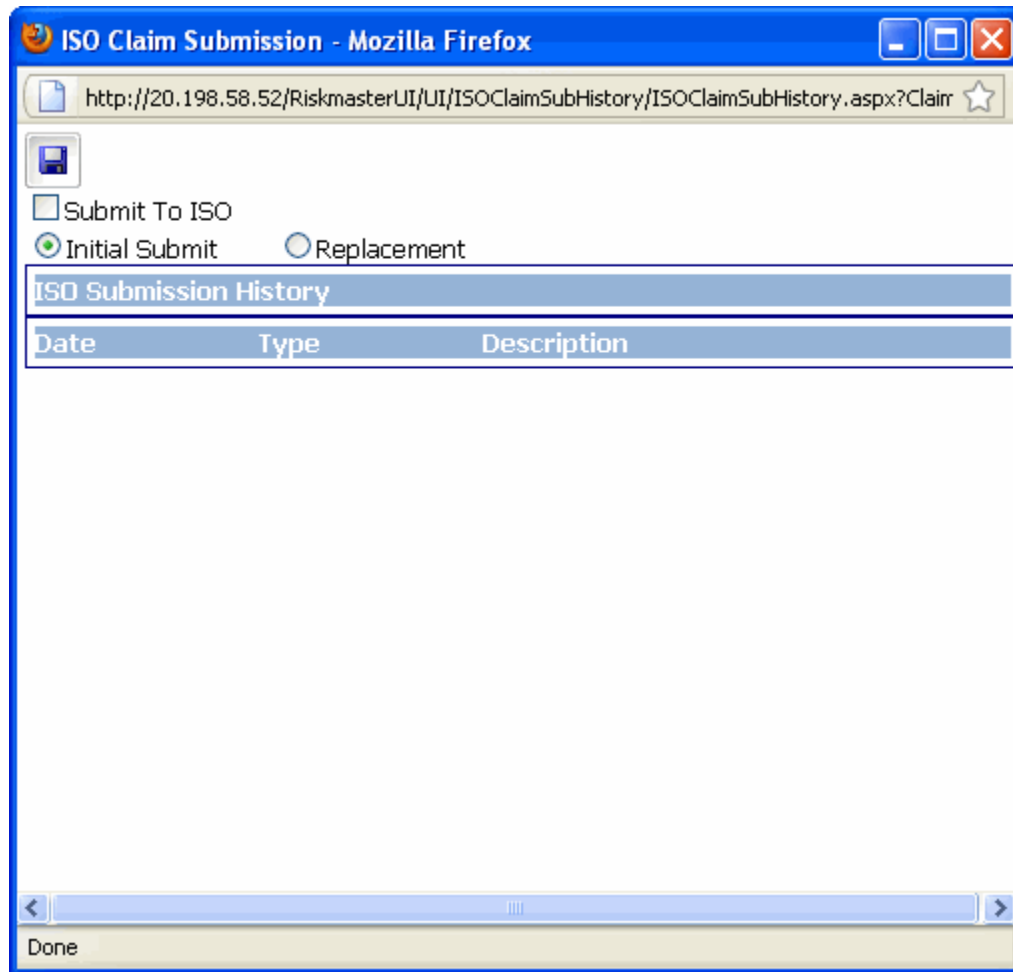 ISO Claim Submission - Mozilla Firefox
http://20.198.58.52/RiskmasterUI/UI/ISOClaimSubHistory/ISOClaimSubHistory.aspx?Claim
Submit To ISO
Initial Submit Replacement
ISO Submission History
Date Type Description
Done